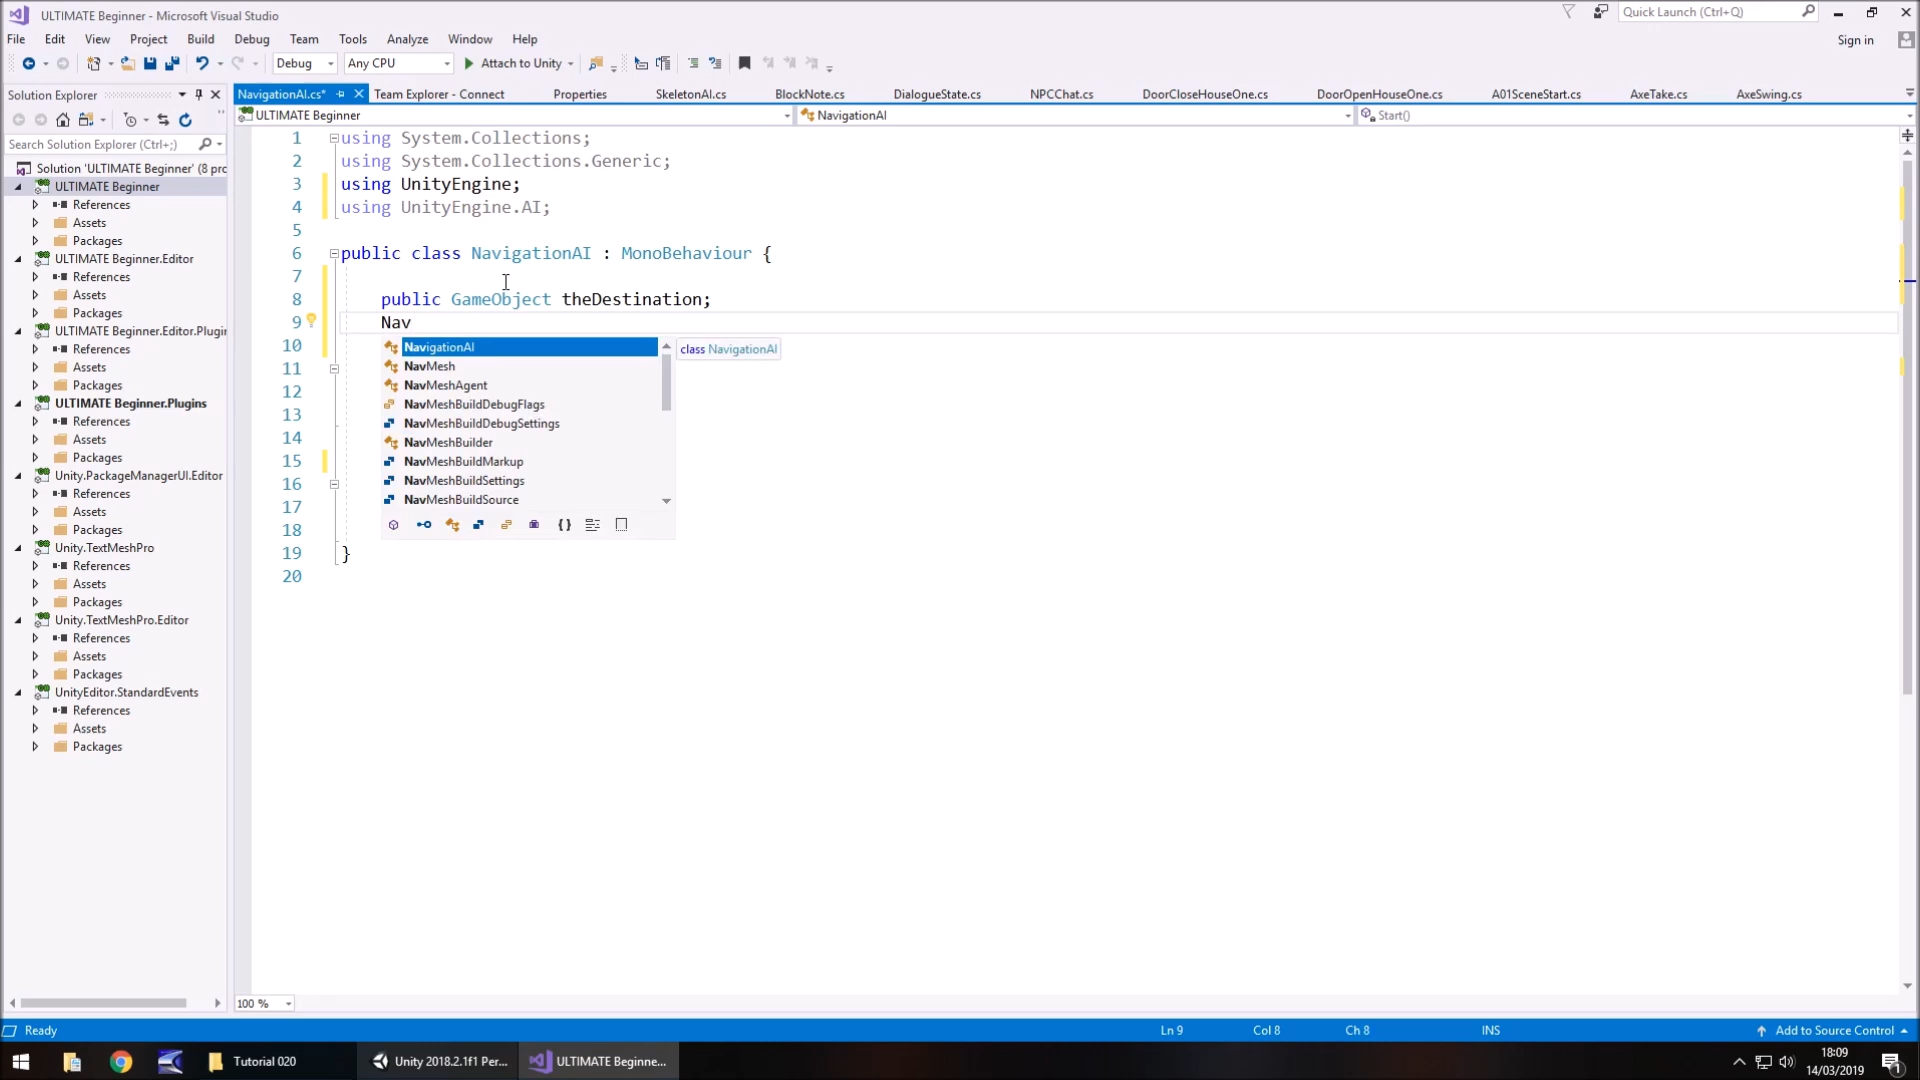 ULTIMATE Beginner - Microsoft Visual Studio
Quick Launch (Ctrl+Q)
File Edit View Project Build Debug Team Tools Analyze Window Help
Sign in
Debug Any CPU Attach to Unity
Solution Explorer
NavigationAI.cs* Team Explorer - Connect Properties SkeletonAI.cs BlockNote.cs DialogueState.cs NPCChat.cs DoorCloseHouseOne.cs DoorOpenHouseOne.cs A01SceneStart.cs AxeTake.cs AxeSwing.cs
ULTIMATE Beginner NavigationAI Start()
Search Solution Explorer (Ctrl+;)
Solution 'ULTIMATE Beginner' (8 pro
ULTIMATE Beginner
References
Assets
Packages
ULTIMATE Beginner.Editor
References
Assets
Packages
ULTIMATE Beginner.Editor.Plugin
References
Assets
Packages
ULTIMATE Beginner.Plugins
References
Assets
Packages
Unity.PackageManagerUI.Editor
References
Assets
Packages
Unity.TextMeshPro
References
Assets
Packages
Unity.TextMeshPro.Editor
References
Assets
Packages
UnityEditor.StandardEvents
References
Assets
Packages
1 using System.Collections;
2 using System.Collections.Generic;
3 using UnityEngine;
4 using UnityEngine.AI;
5
6 public class NavigationAI : MonoBehaviour {
7
8 public GameObject theDestination;
9 Nav
10
11
12
13
14
15
16
17
18
19 }
20
NavigationAI
NavMesh
NavMeshAgent
NavMeshBuildDebugFlags
NavMeshBuildDebugSettings
NavMeshBuilder
NavMeshBuildMarkup
NavMeshBuildSettings
NavMeshBuildSource
class NavigationAI
100 %
Ready Ln 9 Col 8 Ch 8 INS Add to Source Control
Tutorial 020 Unity 2018.2.1f1 Per... ULTIMATE Beginne...
18:09
14/03/2019
1